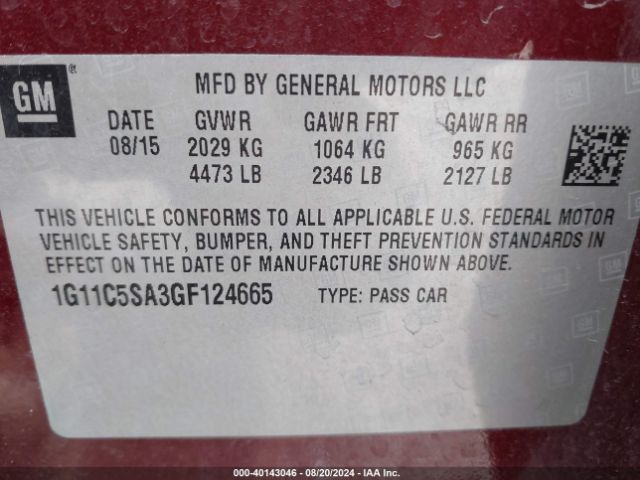 GM®
MFD BY GENERAL MOTORS LLC
DATE GVWR GAWR FRT GAWR RR
08/15 2029 KG 1064 KG 965 KG
4473 LB 2346 LB 2127 LB
THIS VEHICLE CONFORMS TO ALL APPLICABLE U.S. FEDERAL MOTOR
VEHICLE SAFETY, BUMPER, AND THEFT PREVENTION STANDARDS IN
EFFECT ON THE DATE OF MANUFACTURE SHOWN ABOVE.
1G11C5SA3GF124665 TYPE: PASS CAR
000-40143046 - 08/20/2024 - IAAI.COM